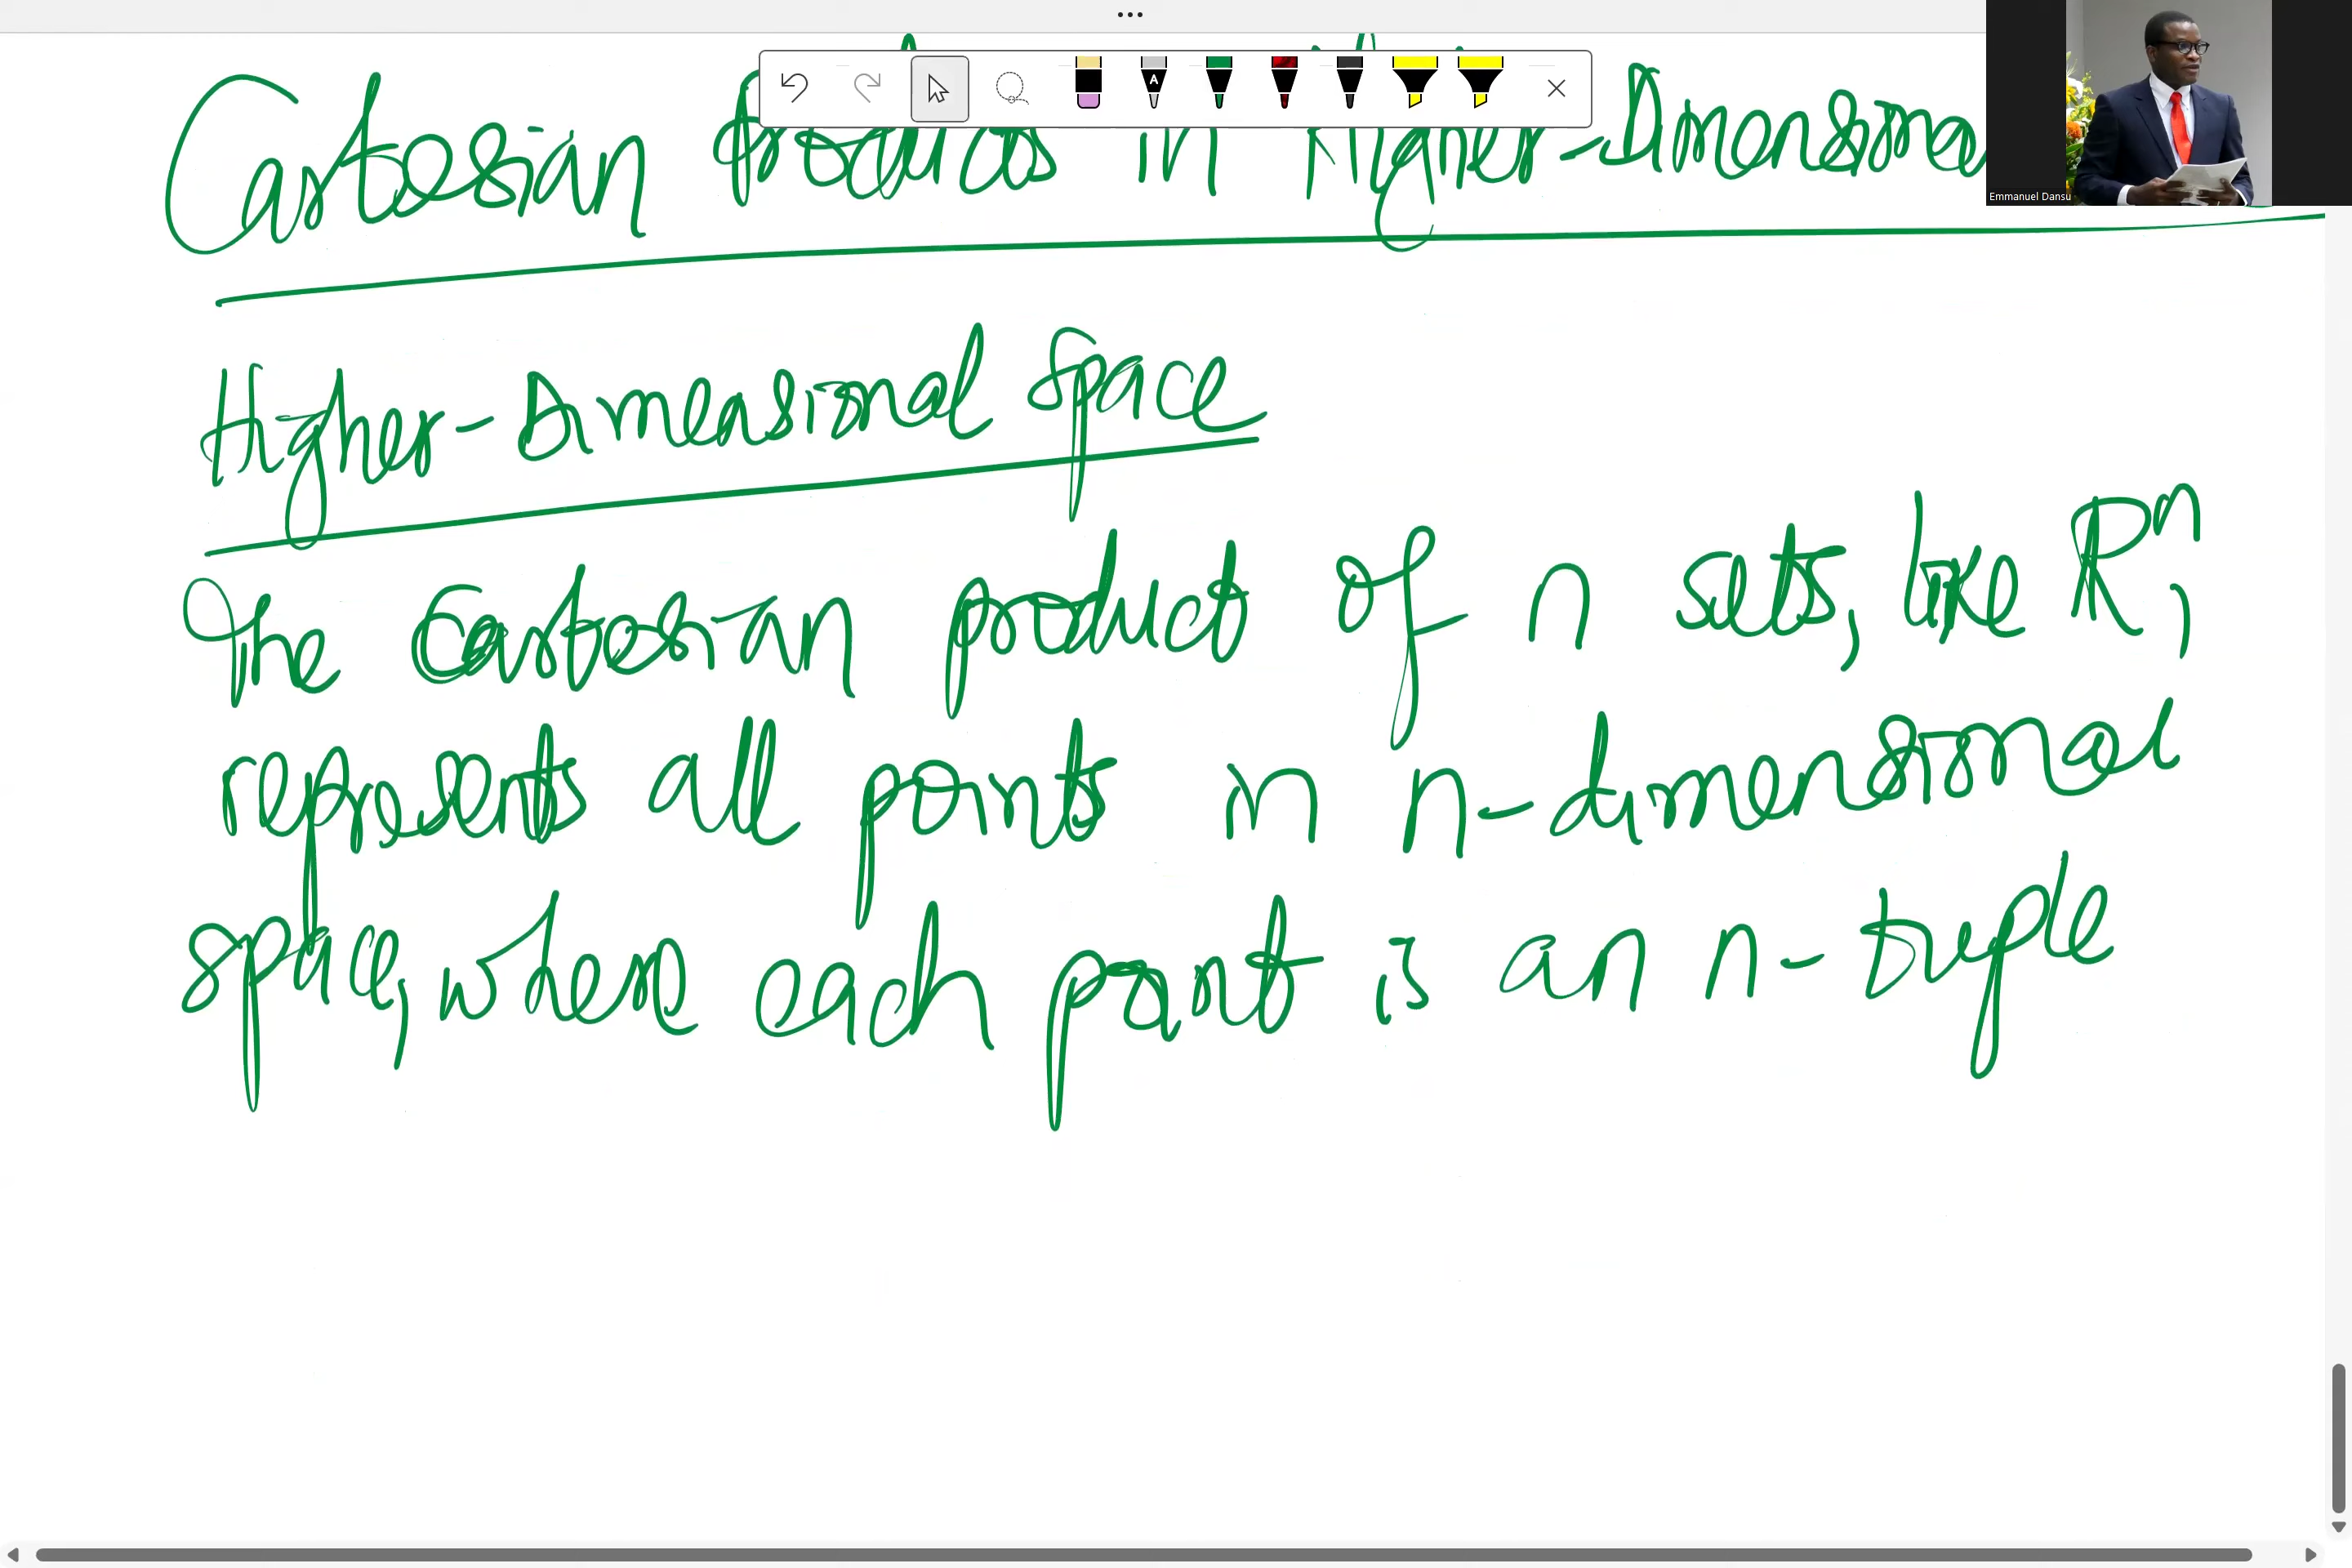 Cartesian Products in Higher-Dimensional
Emmanuel Dansu
A
Higher-Dimensional Space
The Cartesian product of n sets, like Rⁿ,
represents all points in n-dimensional
space, where each point is an n-tuple